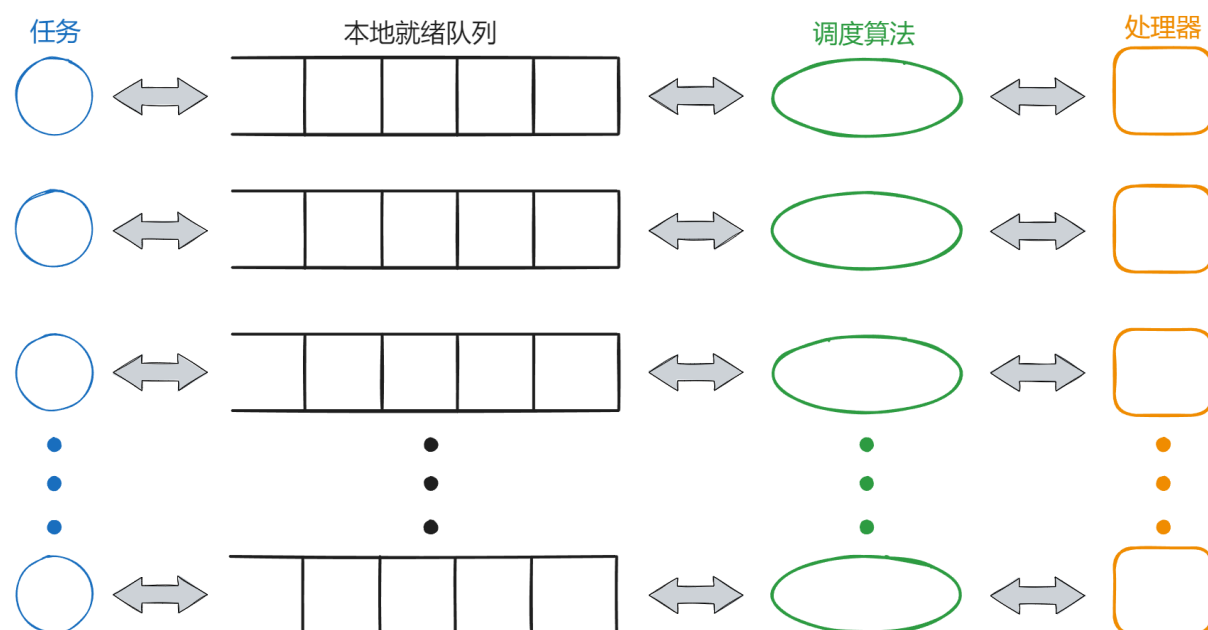 任务
本地就绪队列
调度算法
处理器